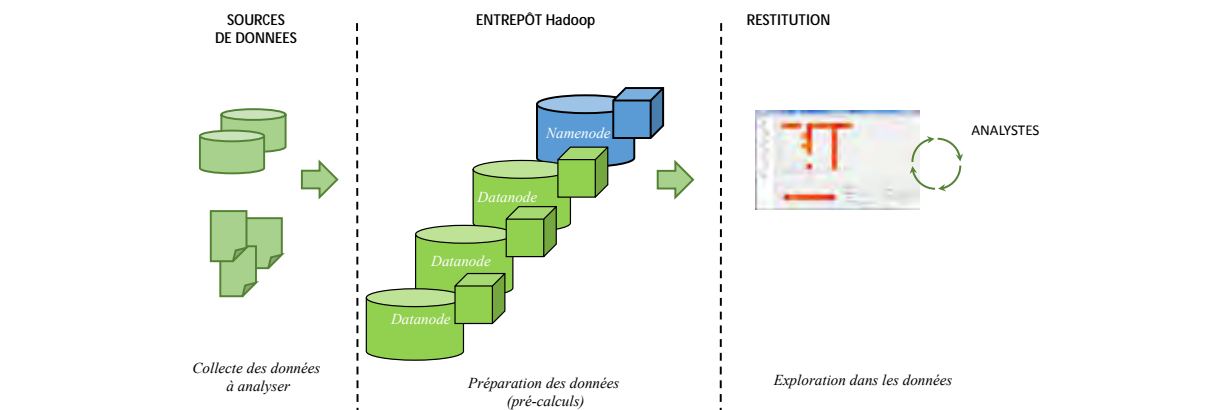 SOURCES
DE DONNEES
ENTREPÔT Hadoop
RESTITUTION
Namenode
Datanode
Datanode
Datanode
ANALYSTES
Collecte des données
à analyser
Préparation des données
(pré-calculs)
Exploration dans les données